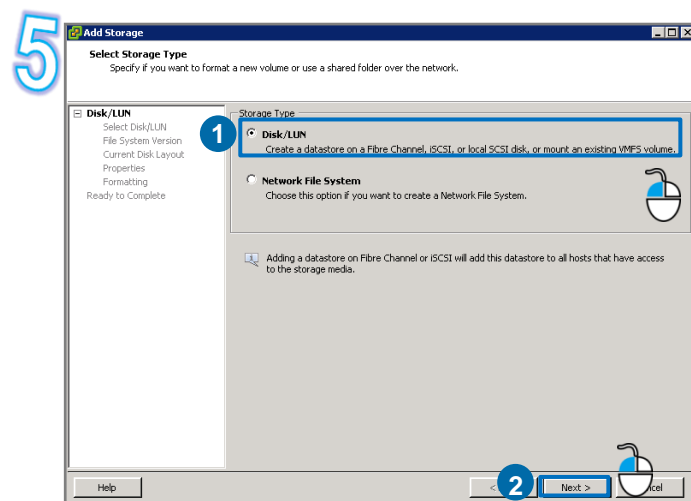 5
Add Storage
Select Storage Type
Specify if you want to format a new volume or use a shared folder over the network.
Disk/LUN
Select Disk/LUN
File System Version
Current Disk Layout
Properties
Formatting
Ready to Complete
Storage Type
1
Disk/LUN
Create a datastore on a Fibre Channel, iSCSI, or local SCSI disk, or mount an existing VMFS volume.
Network File System
Choose this option if you want to create a Network File System.
Adding a datastore on Fibre Channel or iSCSI will add this datastore to all hosts that have access
to the storage media.
Help
<
2
Next >
cel